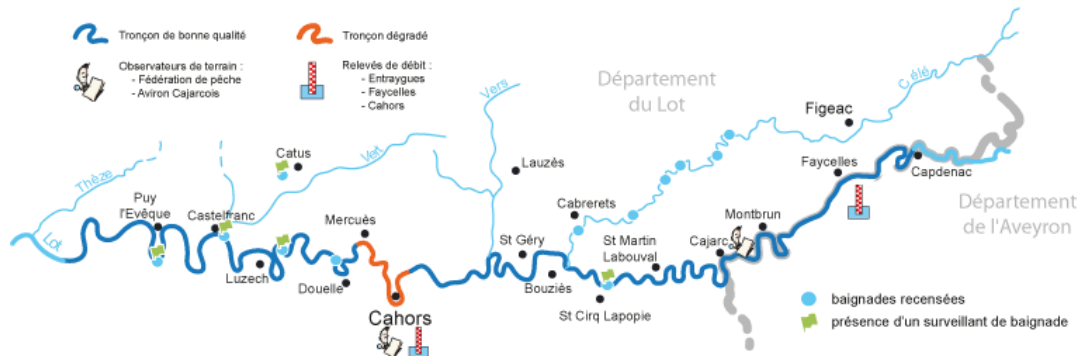 Tronçon de bonne qualité
Tronçon dégradé
Observateurs de terrain :
- Fédération de pêche
- Aviron Cajarcois
Relevés de débit :
- Entraygues
- Faycelles
- Cahors
Département
du Lot
Célé
Vers
Figeac
Thèze
Catus
Vert
Lauzès
Faycelles
Capdenac
Puy
l'Evêque
Castelfranc
Mercuès
Cabrerets
Département
de l'Aveyron
Lot
Montbrun
St Géry
St Martin
Labouval
Cajarc
Luzech
Douelle
Bouziès
St Cirq Lapopie
Cahors
baignades recensées
présence d'un surveillant de baignade